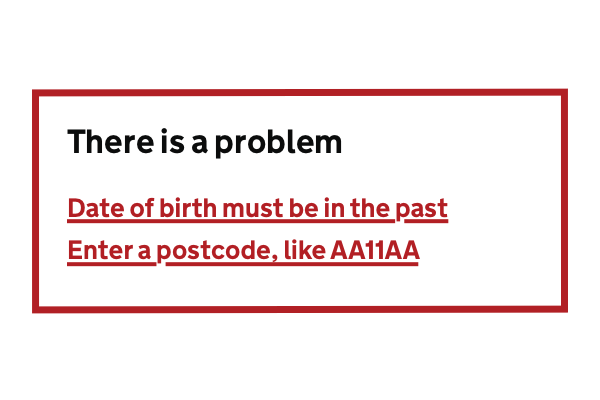 There is a problem
Date of birth must be in the past
Enter a postcode, like AA11AA